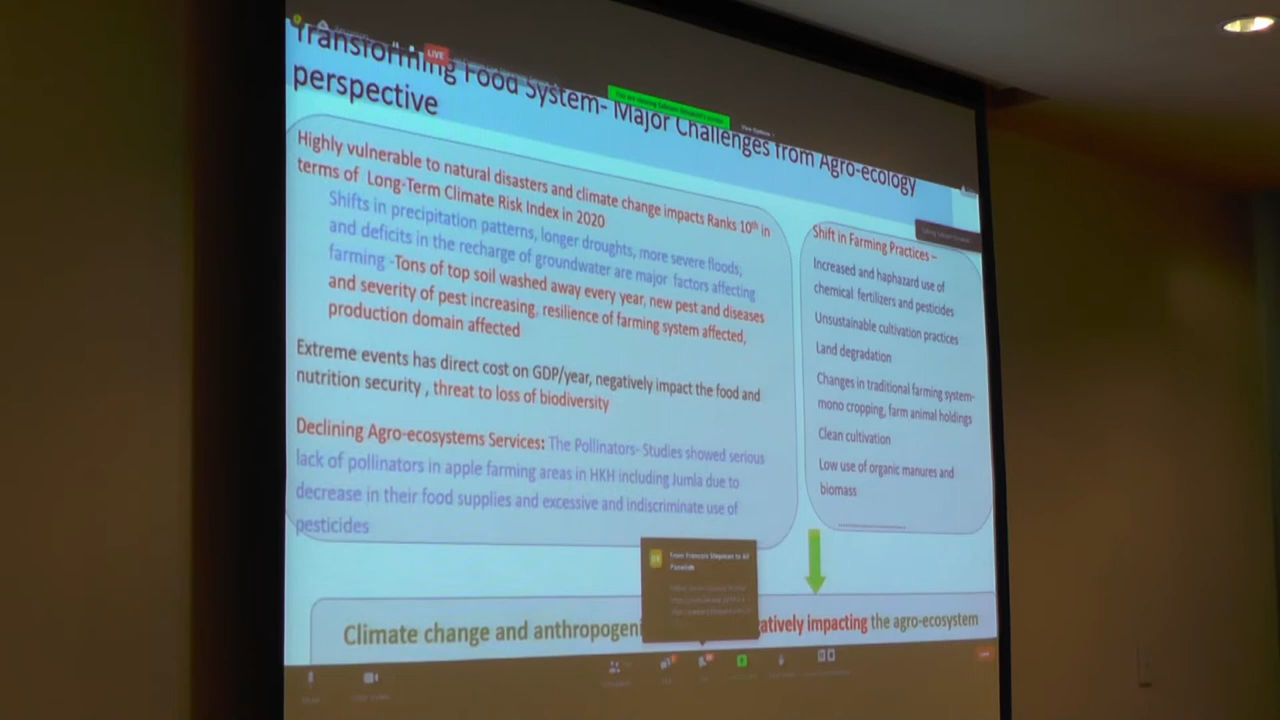 LIVE
Transforming Food System- Major Challenges from Agro-ecology
perspective
Highly vulnerable to natural disasters and climate change impacts Ranks 10th in
terms of Long-Term Climate Risk Index in 2020
Shifts in precipitation patterns, longer droughts, more severe floods,
and deficits in the recharge of groundwater are major factors affecting
farming -Tons of top soil washed away every year, new pest and diseases
and severity of pest increasing, resilience of farming system affected,
production domain affected
Extreme events has direct cost on GDP/year, negatively impact the food and
nutrition security , threat to loss of biodiversity
Declining Agro-ecosystems Services: The Pollinators- Studies showed serious
lack of pollinators in apple farming areas in HKH including Jumla due to
decrease in their food supplies and excessive and indiscriminate use of
pesticides
Shift in Farming Practices –
Increased and haphazard use of
chemical fertilizers and pesticides
Unsustainable cultivation practices
Land degradation
Changes in traditional farming system-
mono cropping, farm animal holdings
Clean cultivation
Low use of organic manures and
biomass
Climate change and anthropogeni atively impacting the agro-ecosystem